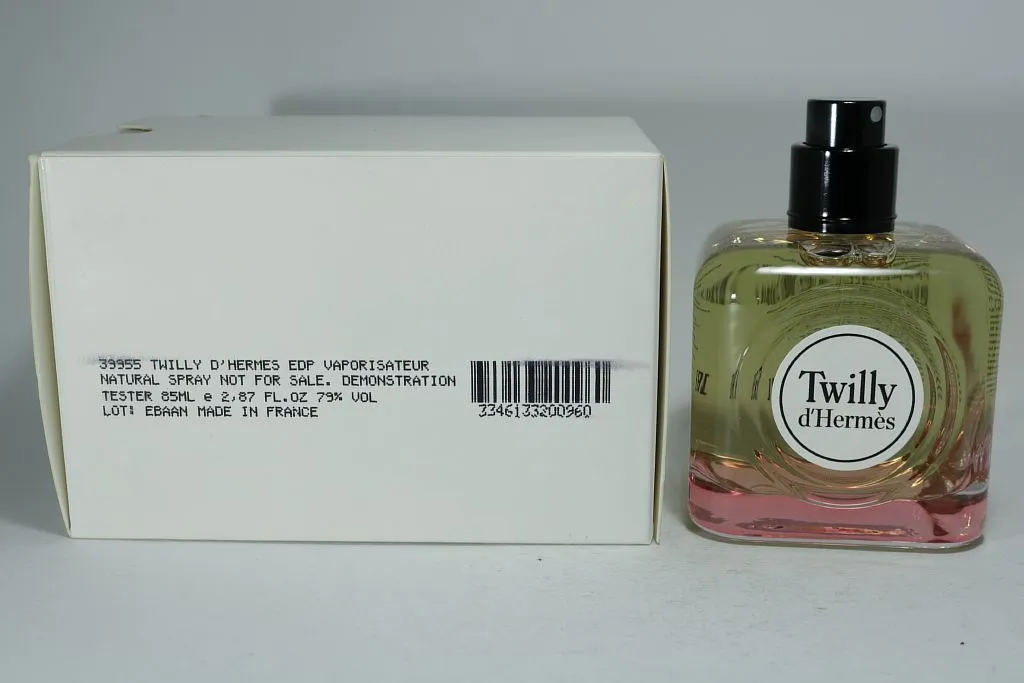 39955 TWILLY D'HERMES EDP VAPORISATEUR
NATURAL SPRAY NOT FOR SALE. DEMONSTRATION
TESTER 85ML e 2,87 FL.OZ 79% VOL
LOT: EBAAN MADE IN FRANCE
3346133200960
Twilly
d'Hermès